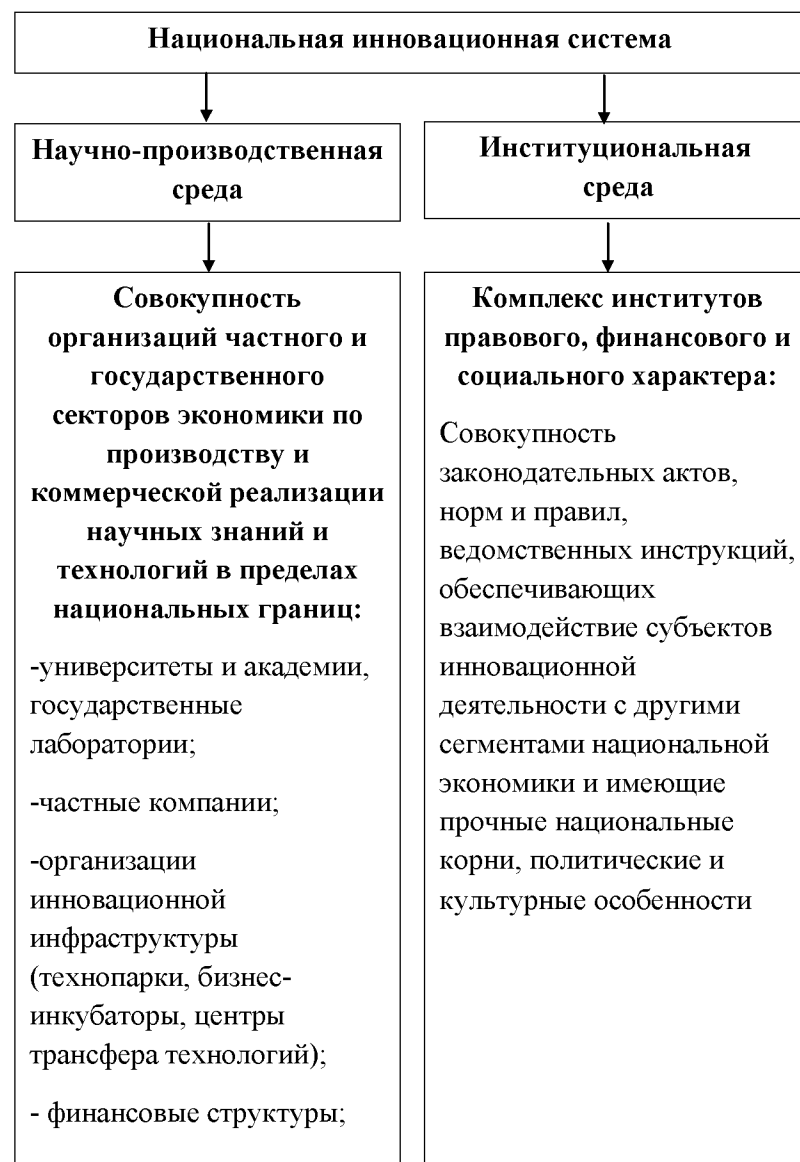 Национальная инновационная система
Научно-производственная
среда
Институциональная
среда
Совокупность
организаций частного и
государственного
секторов экономики по
производству и
коммерческой реализации
научных знаний и
технологий в пределах
национальных границ:
-университеты и академии,
государственные
лаборатории;
-частные компании;
-организации
инновационной
инфраструктуры
(технопарки, бизнес-
инкубаторы, центры
трансфера технологий);
- финансовые структуры;
Комплекс институтов
правового, финансового и
социального характера:
Совокупность
законодательных актов,
норм и правил,
ведомственных инструкций,
обеспечивающих
взаимодействие субъектов
инновационной
деятельности с другими
сегментами национальной
экономики и имеющие
прочные национальные
корни, политические и
культурные особенности